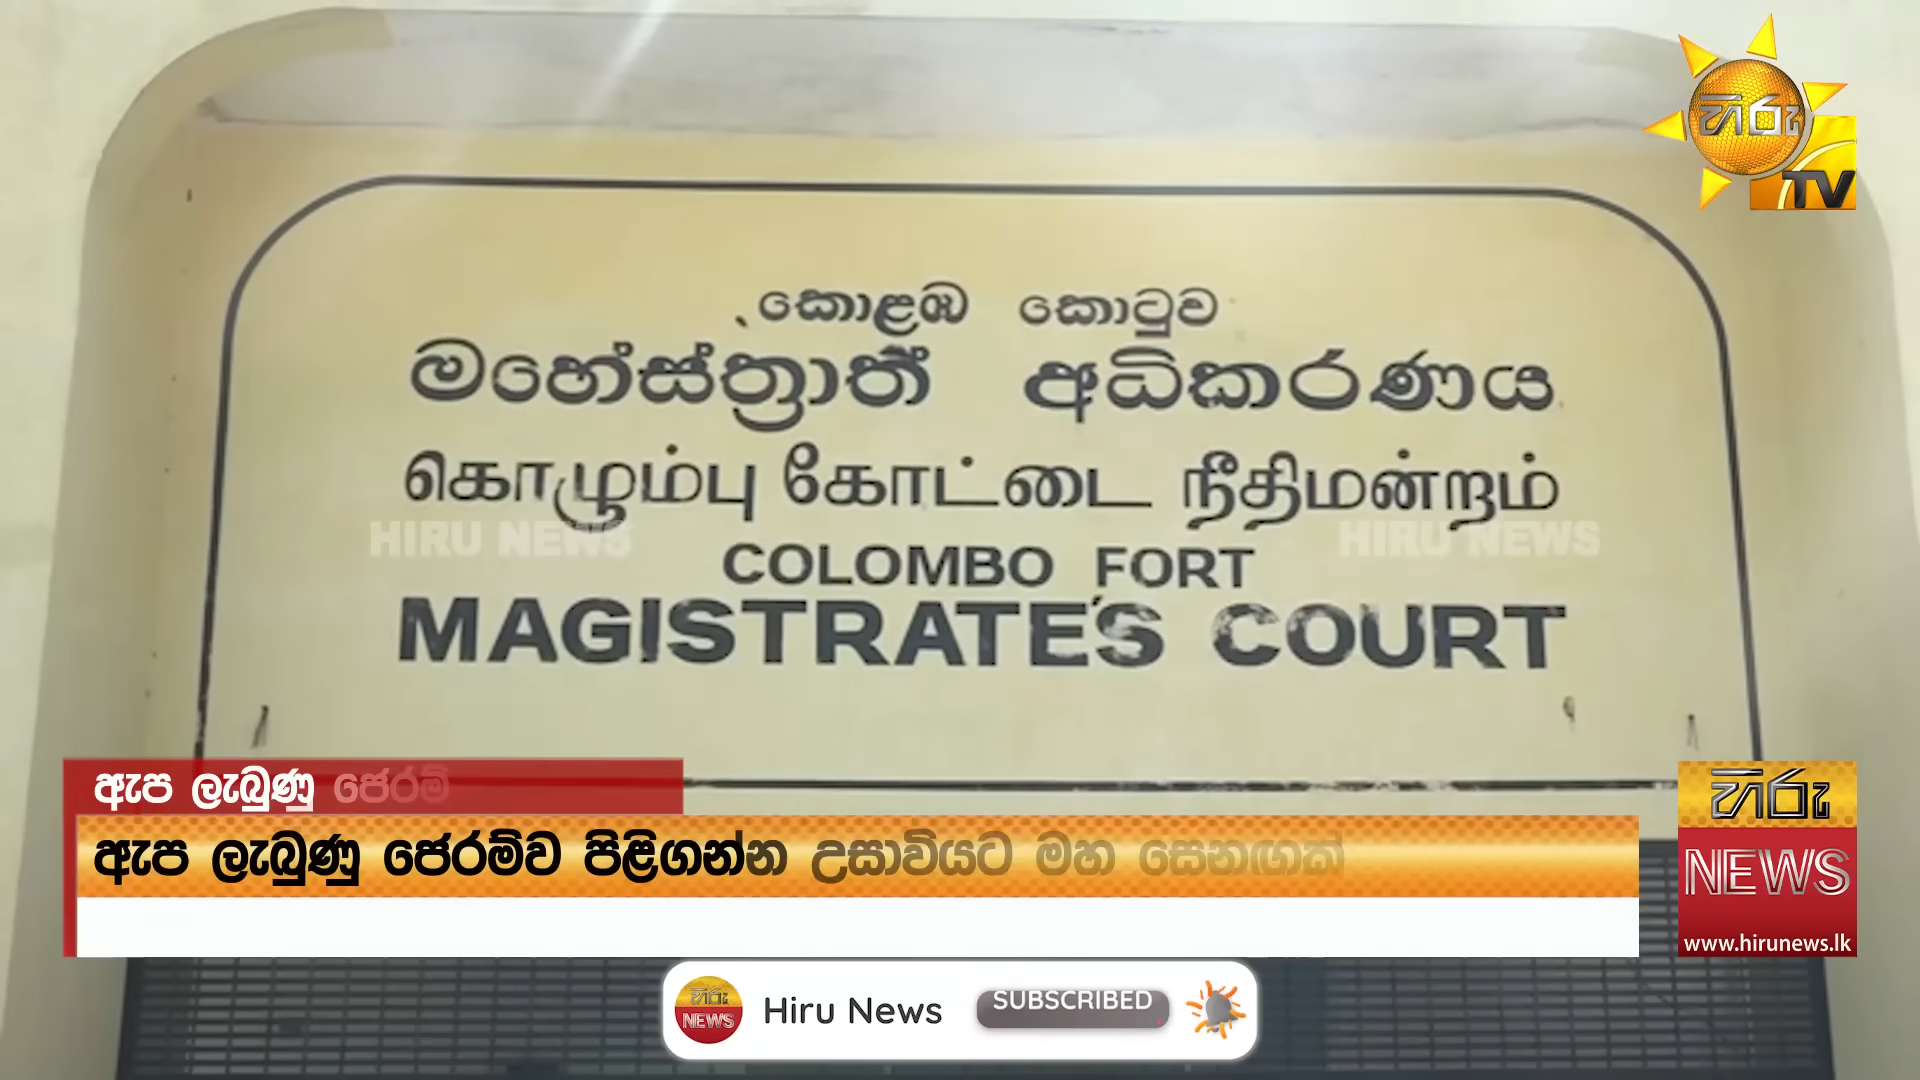 හිරු
TV
කොළඹ කොටුව
මහේස්ත්‍රාත් අධිකරණය
கொழும்பு கோட்டை நீதிமன்றம்
HIRU NEWS HIRU NEWS
COLOMBO FORT
MAGISTRATE'S COURT
ඇප ලැබුණු ජෙරමි
ඇප ලැබුණු ජෙරම්ව පිළිගන්න උසාවියට මහ සෙනඟක්
හිරු
NEWS
www.hirunews.lk
හිරු
NEWS
Hiru News
SUBSCRIBED